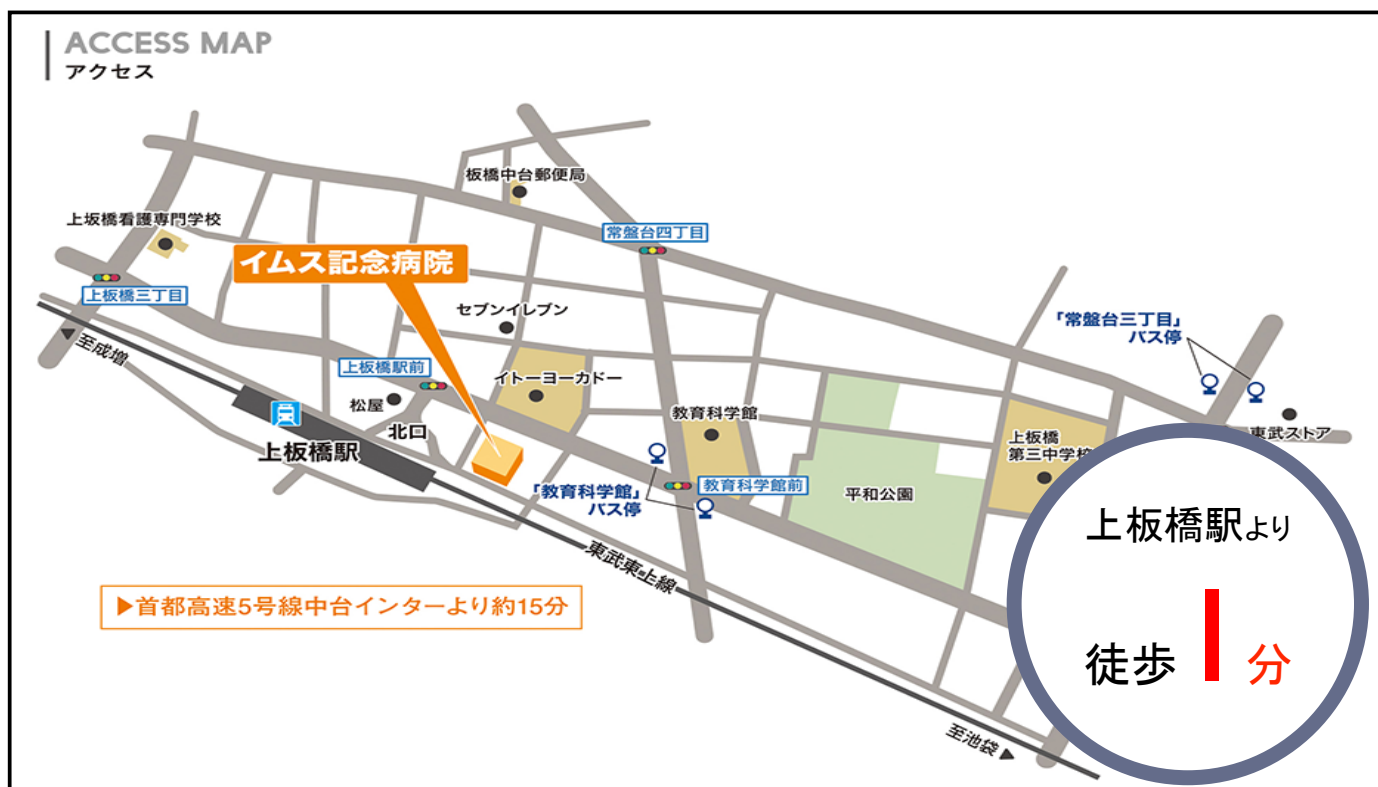 ACCESS MAP
アクセス
板橋中台郵便局
上坂橋看護専門学校
常盤台四丁目
イムス記念病院
上板橋三丁目
セブンイレブン
「常盤台三丁目」
バス停
至成増
上板橋駅前
イトーヨーカドー
松屋
教育科学館
北口
東武ストア
上板橋
第三中学校
上板橋駅
「教育科学館」
バス停
教育科学館前
平和公園
東武東上線
▶首都高速5号線中台インターより約15分
上板橋駅より
徒歩 1 分
至池袋